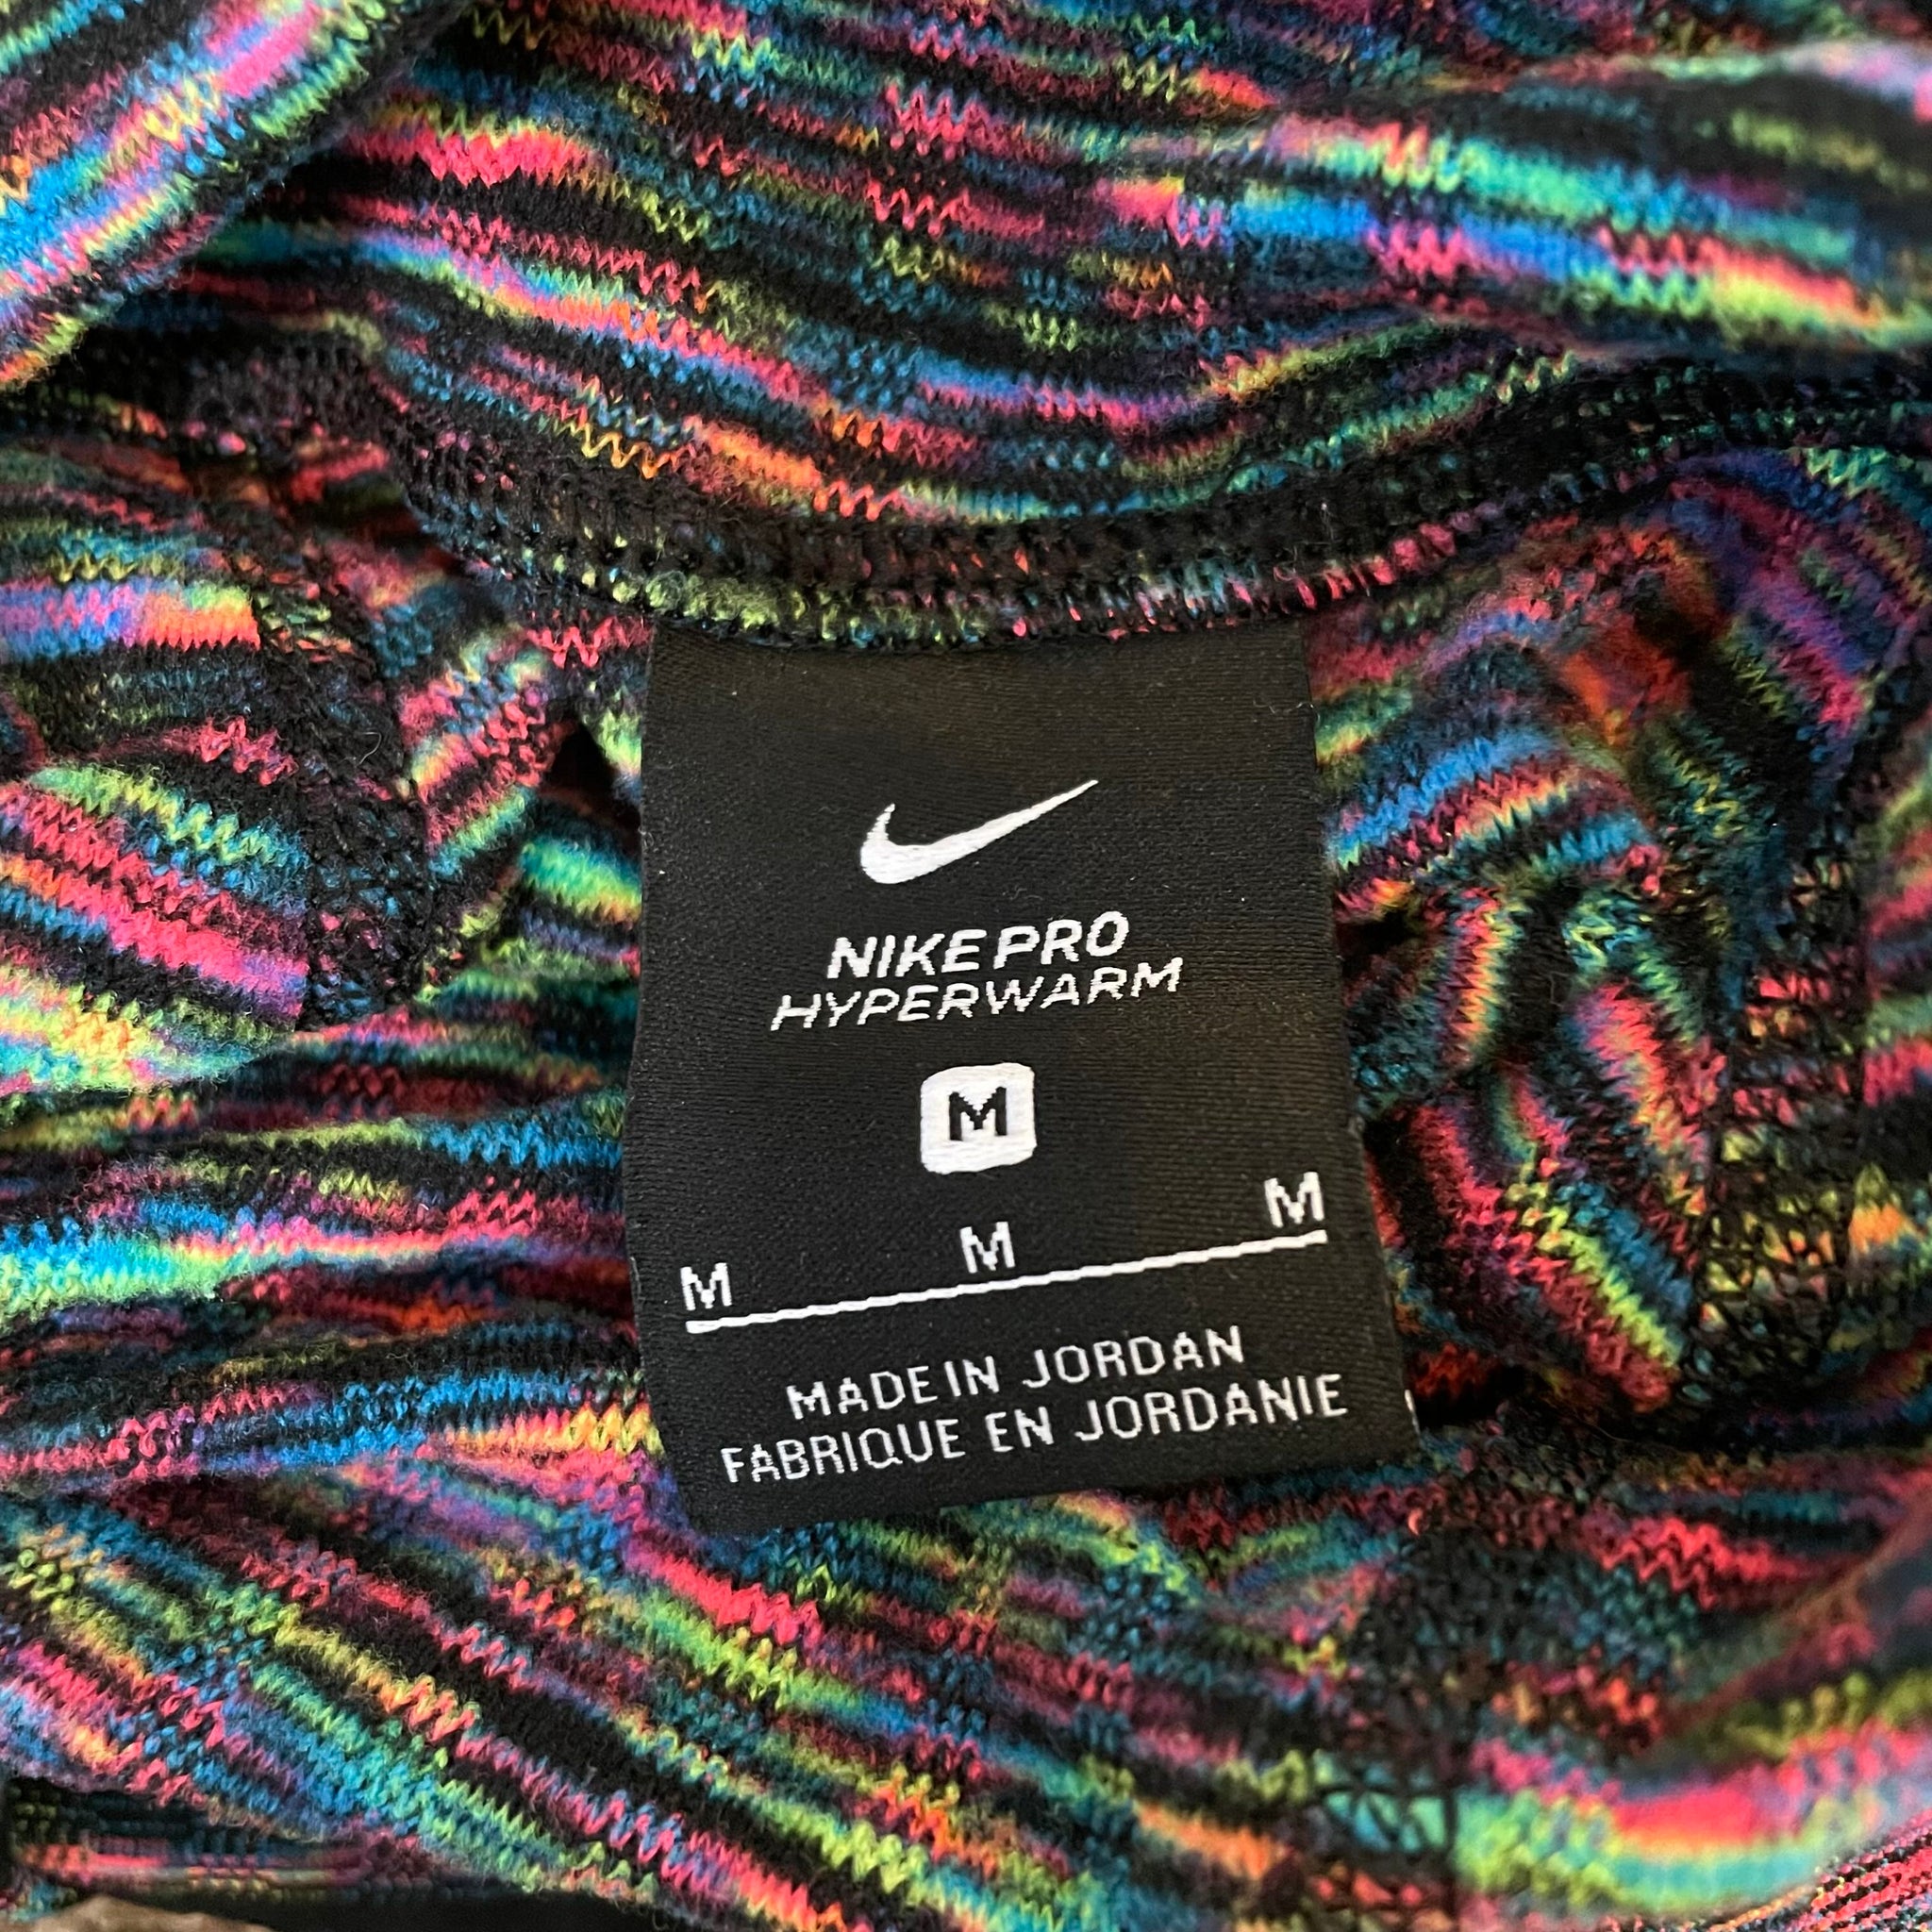 NIKE PRO
HYPERWARM
M
M M M
MADE IN JORDAN
FABRIQUE EN JORDANIE